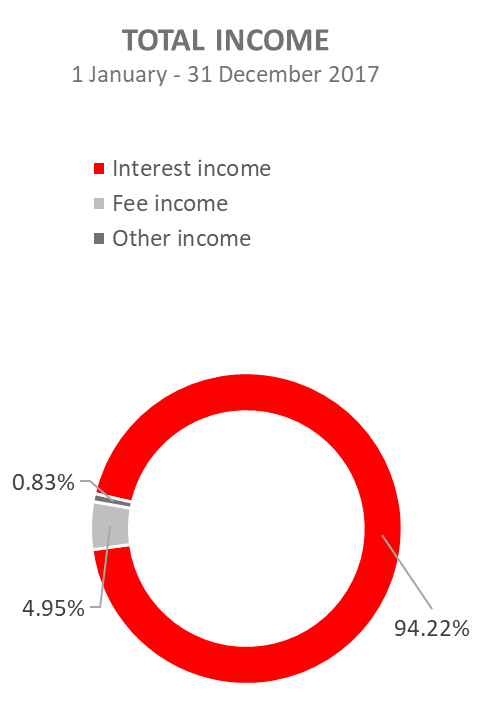 TOTAL INCOME
1 January - 31 December 2017
Interest income
Fee income
Other income
0.83%
4.95%
94.22%